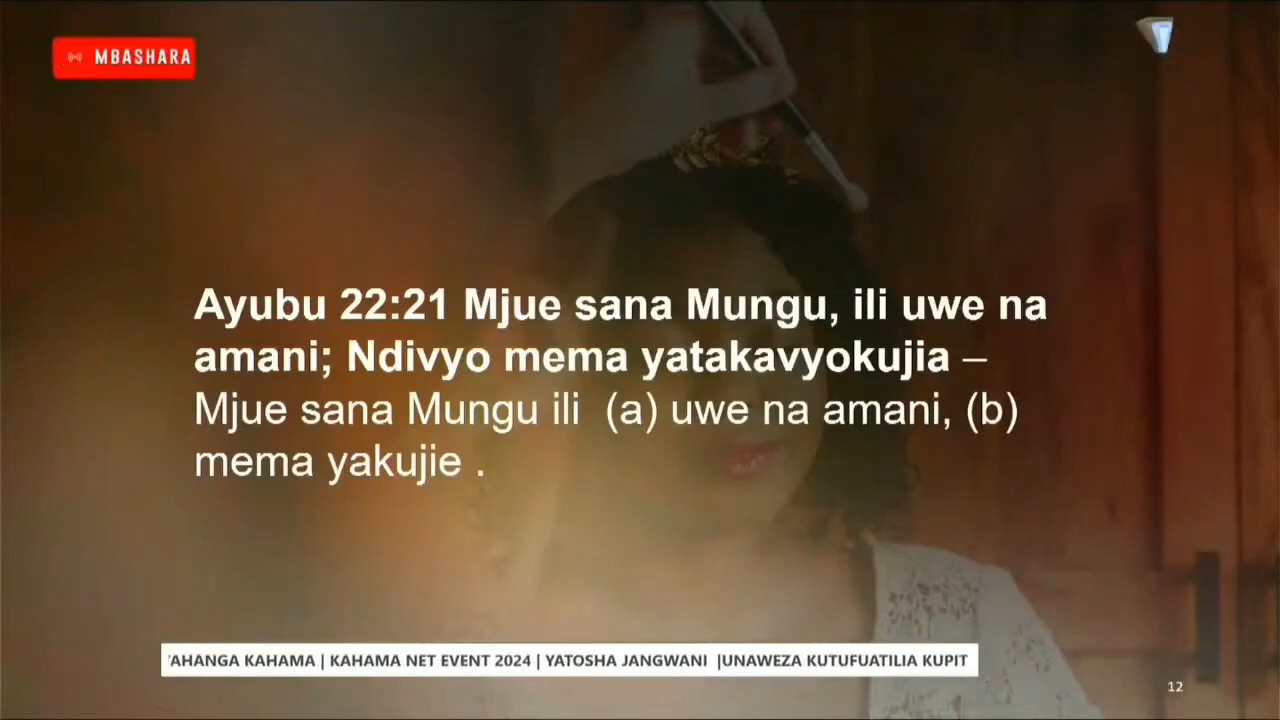 MBASHARA
Ayubu 22:21 Mjue sana Mungu, ili uwe na
amani; Ndivyo mema yatakavyokujia –
Mjue sana Mungu ili (a) uwe na amani, (b)
mema yakujie .
AHANGA KAHAMA | KAHAMA NET EVENT 2024 | YATOSHA JANGWANI |UNAWEZA KUTUFUATILIA KUPIT
12